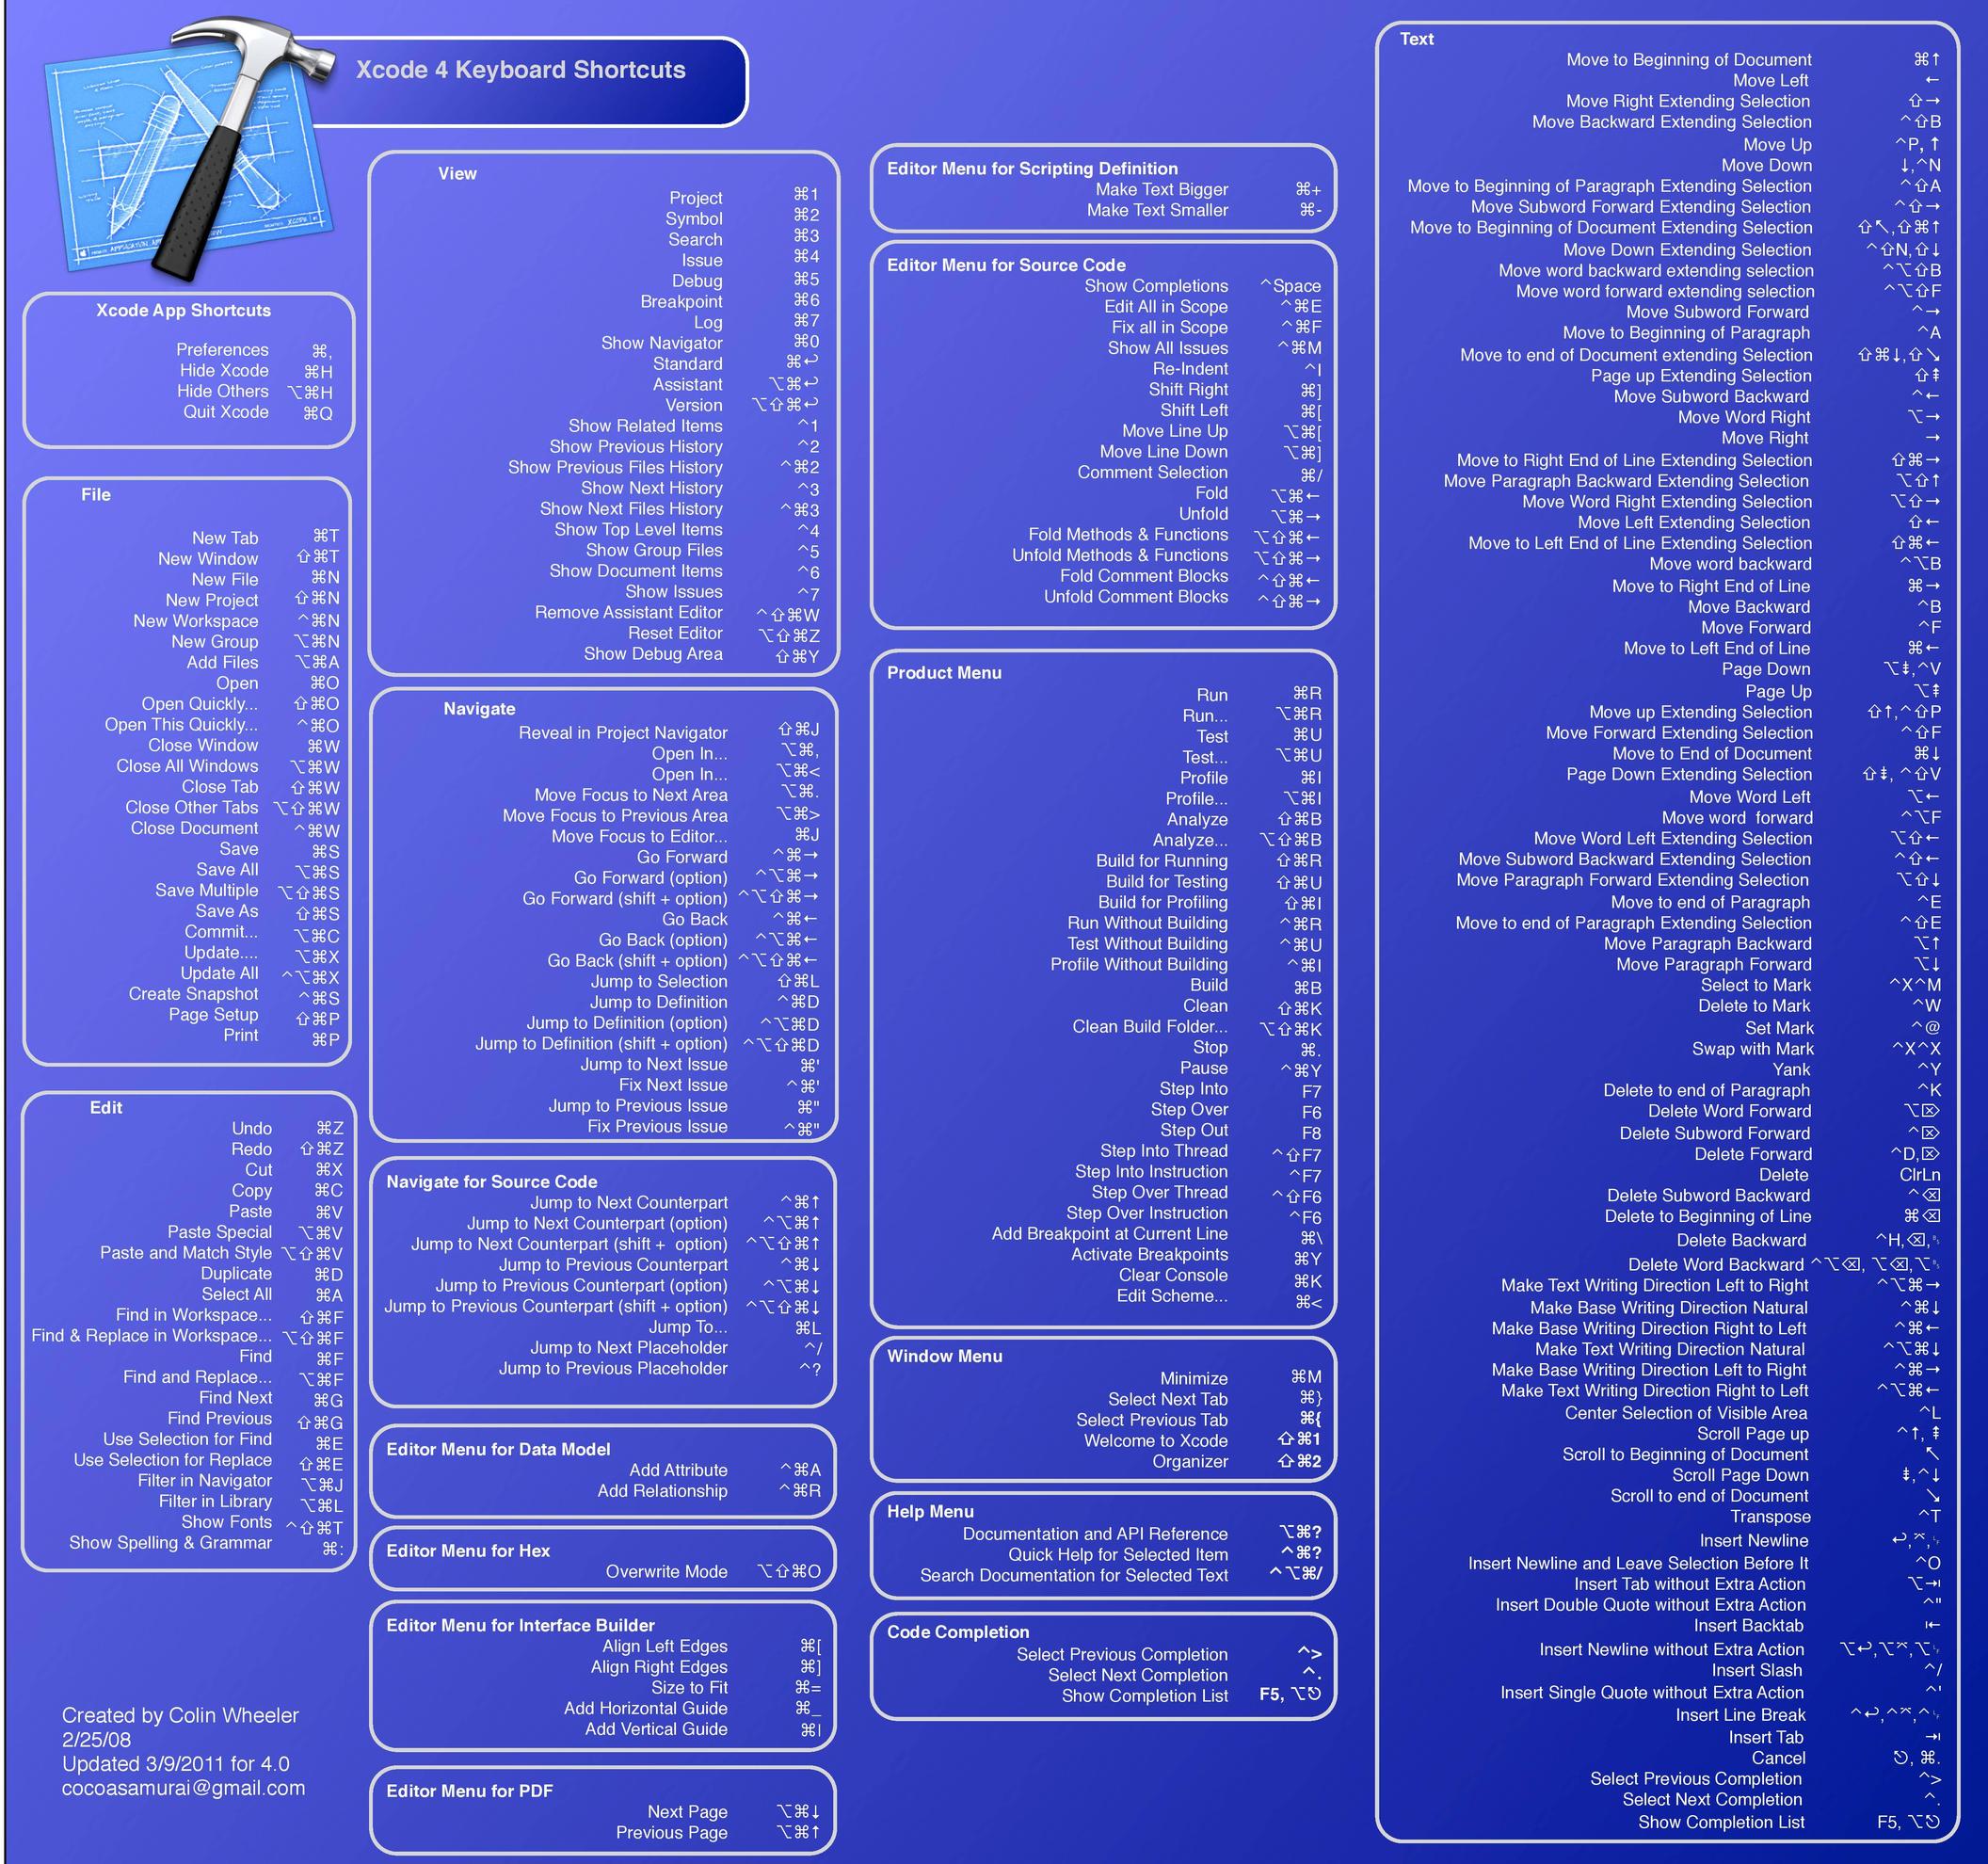 Xcode 4 Keyboard Shortcuts
Xcode App Shortcuts
Preferences ⌘,
Hide Xcode ⌘H
Hide Others ⌥⌘H
Quit Xcode ⌘Q
File
New Tab ⌘T
New Window ⇧⌘T
New File ⌘N
New Project ⇧⌘N
New Workspace ^⌘N
New Group ⌥⌘N
Add Files ⌥⌘A
Open ⌘O
Open Quickly... ⇧⌘O
Open This Quickly... ^⌘O
Close Window ⌘W
Close All Windows ⌥⌘W
Close Tab ⇧⌘W
Close Other Tabs ⌥⇧⌘W
Close Document ^⌘W
Save ⌘S
Save All ⌥⌘S
Save Multiple ⌥⇧⌘S
Save As ⇧⌘S
Commit... ⌥⌘C
Update.... ⌥⌘X
Update All ^⌥⌘X
Create Snapshot ^⌘S
Page Setup ⇧⌘P
Print ⌘P
Edit
Undo ⌘Z
Redo ⇧⌘Z
Cut ⌘X
Copy ⌘C
Paste ⌘V
Paste Special ⌥⌘V
Paste and Match Style ⌥⇧⌘V
Duplicate ⌘D
Select All ⌘A
Find in Workspace... ⇧⌘F
Find & Replace in Workspace... ⌥⇧⌘F
Find ⌘F
Find and Replace... ⌥⌘F
Find Next ⌘G
Find Previous ⇧⌘G
Use Selection for Find ⌘E
Use Selection for Replace ⇧⌘E
Filter in Navigator ⌥⌘J
Filter in Library ⌥⌘L
Show Fonts ^⇧⌘T
Show Spelling & Grammar ⌘:
Created by Colin Wheeler
2/25/08
Updated 3/9/2011 for 4.0
cocoasamurai@gmail.com
View
Project ⌘1
Symbol ⌘2
Search ⌘3
Issue ⌘4
Debug ⌘5
Breakpoint ⌘6
Log ⌘7
Show Navigator ⌘0
Standard ⌘↩
Assistant ⌥⌘↩
Version ⌥⇧⌘↩
Show Related Items ^1
Show Previous History ^2
Show Previous Files History ^⌘2
Show Next History ^3
Show Next Files History ^⌘3
Show Top Level Items ^4
Show Group Files ^5
Show Document Items ^6
Show Issues ^7
Remove Assistant Editor ^⇧⌘W
Reset Editor ⌥⇧⌘Z
Show Debug Area ⇧⌘Y
Navigate
Reveal in Project Navigator ⇧⌘J
Open In... ⌥⌘,
Open In... ⌥⌘<
Move Focus to Next Area ⌥⌘.
Move Focus to Previous Area ⌥⌘>
Move Focus to Editor... ⌘J
Go Forward ^⌘→
Go Forward (option) ^⌥⌘→
Go Forward (shift + option) ^⌥⇧⌘→
Go Back ^⌘←
Go Back (option) ^⌥⌘←
Go Back (shift + option) ^⌥⇧⌘←
Jump to Selection ⇧⌘L
Jump to Definition ^⌘D
Jump to Definition (option) ^⌥⌘D
Jump to Definition (shift + option) ^⌥⇧⌘D
Jump to Next Issue ⌘'
Fix Next Issue ^⌘'
Jump to Previous Issue ⌘"
Fix Previous Issue ^⌘"
Navigate for Source Code
Jump to Next Counterpart ^⌘↑
Jump to Next Counterpart (option) ^⌥⌘↑
Jump to Next Counterpart (shift + option) ^⌥⇧⌘↑
Jump to Previous Counterpart ^⌘↓
Jump to Previous Counterpart (option) ^⌥⌘↓
Jump to Previous Counterpart (shift + option) ^⌥⇧⌘↓
Jump To... ⌘L
Jump to Next Placeholder ^/
Jump to Previous Placeholder ^?
Editor Menu for Data Model
Add Attribute ^⌘A
Add Relationship ^⌘R
Editor Menu for Hex
Overwrite Mode ⌥⇧⌘O
Editor Menu for Interface Builder
Align Left Edges ⌘[
Align Right Edges ⌘]
Size to Fit ⌘=
Add Horizontal Guide ⌘_
Add Vertical Guide ⌘|
Editor Menu for PDF
Next Page ⌥⌘↓
Previous Page ⌥⌘↑
Editor Menu for Scripting Definition
Make Text Bigger ⌘+
Make Text Smaller ⌘-
Editor Menu for Source Code
Show Completions ^Space
Edit All in Scope ^⌘E
Fix all in Scope ^⌘F
Show All Issues ^⌘M
Re-Indent ^I
Shift Right ⌘]
Shift Left ⌘[
Move Line Up ⌥⌘[
Move Line Down ⌥⌘]
Comment Selection ⌘/
Fold ⌥⌘←
Unfold ⌥⌘→
Fold Methods & Functions ⌥⇧⌘←
Unfold Methods & Functions ⌥⇧⌘→
Fold Comment Blocks ^⇧⌘←
Unfold Comment Blocks ^⇧⌘→
Product Menu
Run ⌘R
Run... ⌥⌘R
Test ⌘U
Test... ⌥⌘U
Profile ⌘I
Profile... ⌥⌘I
Analyze ⇧⌘B
Analyze... ⌥⇧⌘B
Build for Running ⇧⌘R
Build for Testing ⇧⌘U
Build for Profiling ⇧⌘I
Run Without Building ^⌘R
Test Without Building ^⌘U
Profile Without Building ^⌘I
Build ⌘B
Clean ⇧⌘K
Clean Build Folder... ⌥⇧⌘K
Stop ⌘.
Pause ^⌘Y
Step Into F7
Step Over F6
Step Out F8
Step Into Thread ^⇧F7
Step Into Instruction ^F7
Step Over Thread ^⇧F6
Step Over Instruction ^F6
Add Breakpoint at Current Line ⌘\
Activate Breakpoints ⌘Y
Clear Console ⌘K
Edit Scheme... ⌘<
Window Menu
Minimize ⌘M
Select Next Tab ⌘}
Select Previous Tab ⌘{
Welcome to Xcode ⇧⌘1
Organizer ⇧⌘2
Help Menu
Documentation and API Reference ⌥⌘?
Quick Help for Selected Item ^⌘?
Search Documentation for Selected Text ^⌥⌘/
Code Completion
Select Previous Completion ^>
Select Next Completion ^.
Show Completion List F5, ⌥⎋
Text
Move to Beginning of Document ⌘↑
Move Left ←
Move Right Extending Selection ⇧→
Move Backward Extending Selection ^⇧B
Move Up ^P, ↑
Move Down ↓,^N
Move to Beginning of Paragraph Extending Selection ^⇧A
Move Subword Forward Extending Selection ^⇧→
Move to Beginning of Document Extending Selection ⇧↖,⇧⌘↑
Move Down Extending Selection ^⇧N,⇧↓
Move word backward extending selection ^⌥⇧B
Move word forward extending selection ^⌥⇧F
Move Subword Forward ^→
Move to Beginning of Paragraph ^A
Move to end of Document extending Selection ⇧⌘↓,⇧↘
Page up Extending Selection ⇧⇞
Move Subword Backward ^←
Move Word Right ⌥→
Move Right →
Move to Right End of Line Extending Selection ⇧⌘→
Move Paragraph Backward Extending Selection ⌥⇧↑
Move Word Right Extending Selection ⌥⇧→
Move Left Extending Selection ⇧←
Move to Left End of Line Extending Selection ⇧⌘←
Move word backward ^⌥B
Move to Right End of Line ⌘→
Move Backward ^B
Move Forward ^F
Move to Left End of Line ⌘←
Page Down ⌥⇟,^V
Page Up ⌥⇞
Move up Extending Selection ⇧↑,^⇧P
Move Forward Extending Selection ^⇧F
Move to End of Document ⌘↓
Page Down Extending Selection ⇧⇟, ^⇧V
Move Word Left ⌥←
Move word forward ^⌥F
Move Word Left Extending Selection ⌥⇧←
Move Subword Backward Extending Selection ^⇧←
Move Paragraph Forward Extending Selection ⌥⇧↓
Move to end of Paragraph ^E
Move to end of Paragraph Extending Selection ^⇧E
Move Paragraph Backward ⌥↑
Move Paragraph Forward ⌥↓
Select to Mark ^X^M
Delete to Mark ^W
Set Mark ^@
Swap with Mark ^X^X
Yank ^Y
Delete to end of Paragraph ^K
Delete Word Forward ⌥⌦
Delete Subword Forward ^⌦
Delete Forward ^D,⌦
Delete ClrLn
Delete Subword Backward ^⌫
Delete to Beginning of Line ⌘⌫
Delete Backward ^H,⌫,
Delete Word Backward ^⌥⌫, ⌥⌫,⌥
Make Text Writing Direction Left to Right ^⌥⌘→
Make Base Writing Direction Natural ^⌘↓
Make Base Writing Direction Right to Left ^⌘←
Make Text Writing Direction Natural ^⌥⌘↓
Make Base Writing Direction Left to Right ^⌘→
Make Text Writing Direction Right to Left ^⌥⌘←
Center Selection of Visible Area ^L
Scroll Page up ^↑, ⇞
Scroll to Beginning of Document ↖
Scroll Page Down ⇟,^↓
Scroll to end of Document ↘
Transpose ^T
Insert Newline ↩,⌤,
Insert Newline and Leave Selection Before It ^O
Insert Tab without Extra Action ⌥⇥
Insert Double Quote without Extra Action ^"
Insert Backtab ⇤
Insert Newline without Extra Action ⌥↩,⌥⌤,⌥
Insert Slash ^/
Insert Single Quote without Extra Action ^'
Insert Line Break ^↩,^⌤,^
Insert Tab ⇥
Cancel ⎋, ⌘.
Select Previous Completion ^>
Select Next Completion ^.
Show Completion List F5, ⌥⎋